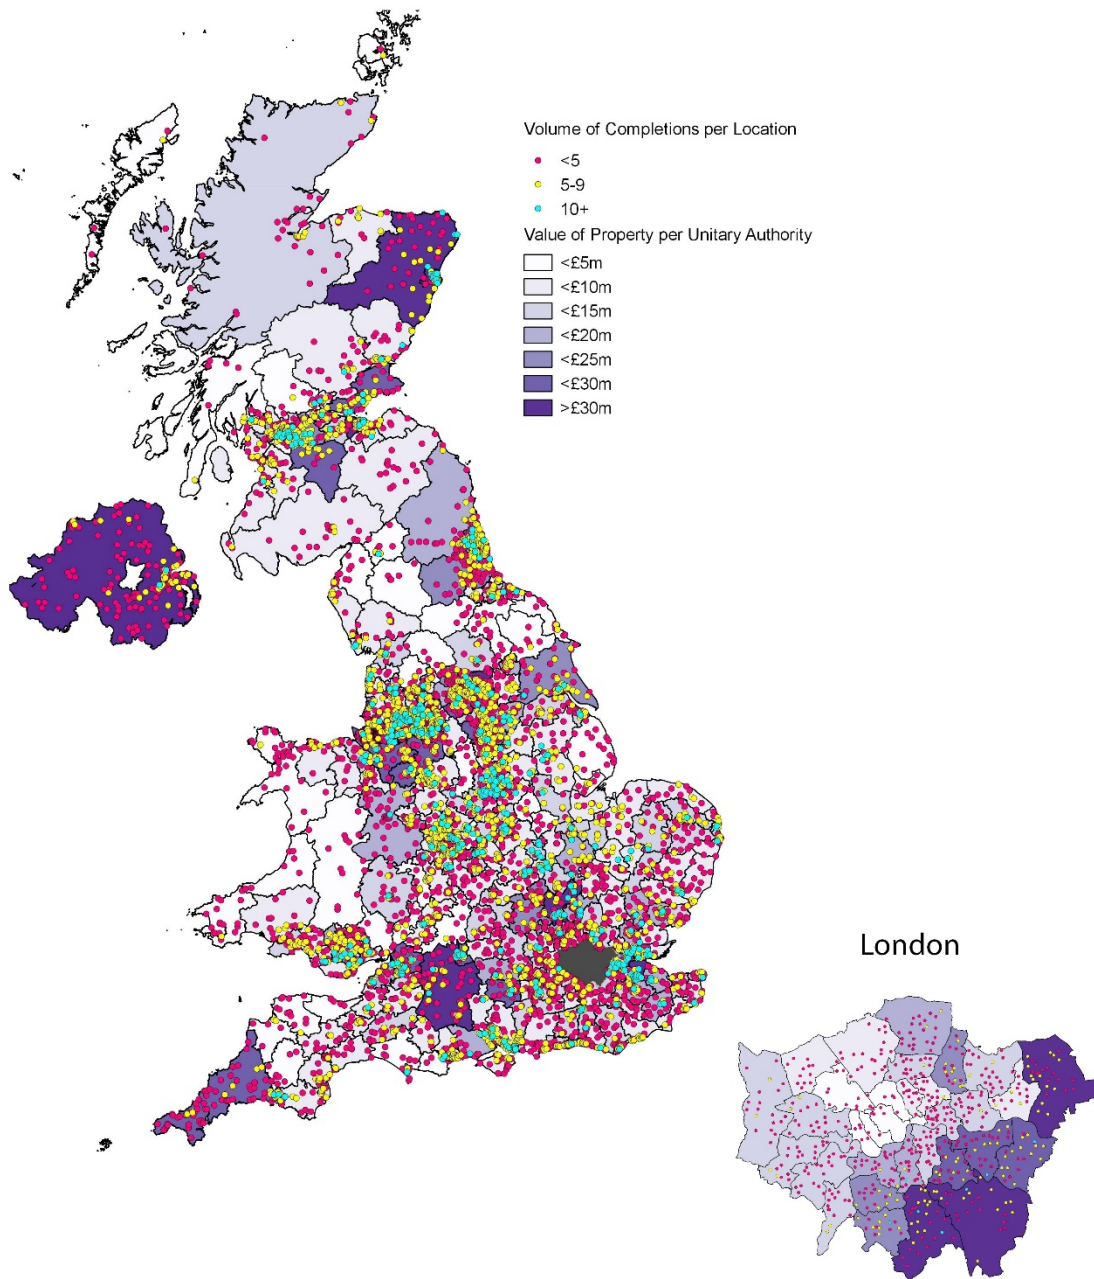 Volume of Completions per Location
<5
5-9
10+
Value of Property per Unitary Authority
<£5m
<£10m
<£15m
<£20m
<£25m
<£30m
>£30m
London